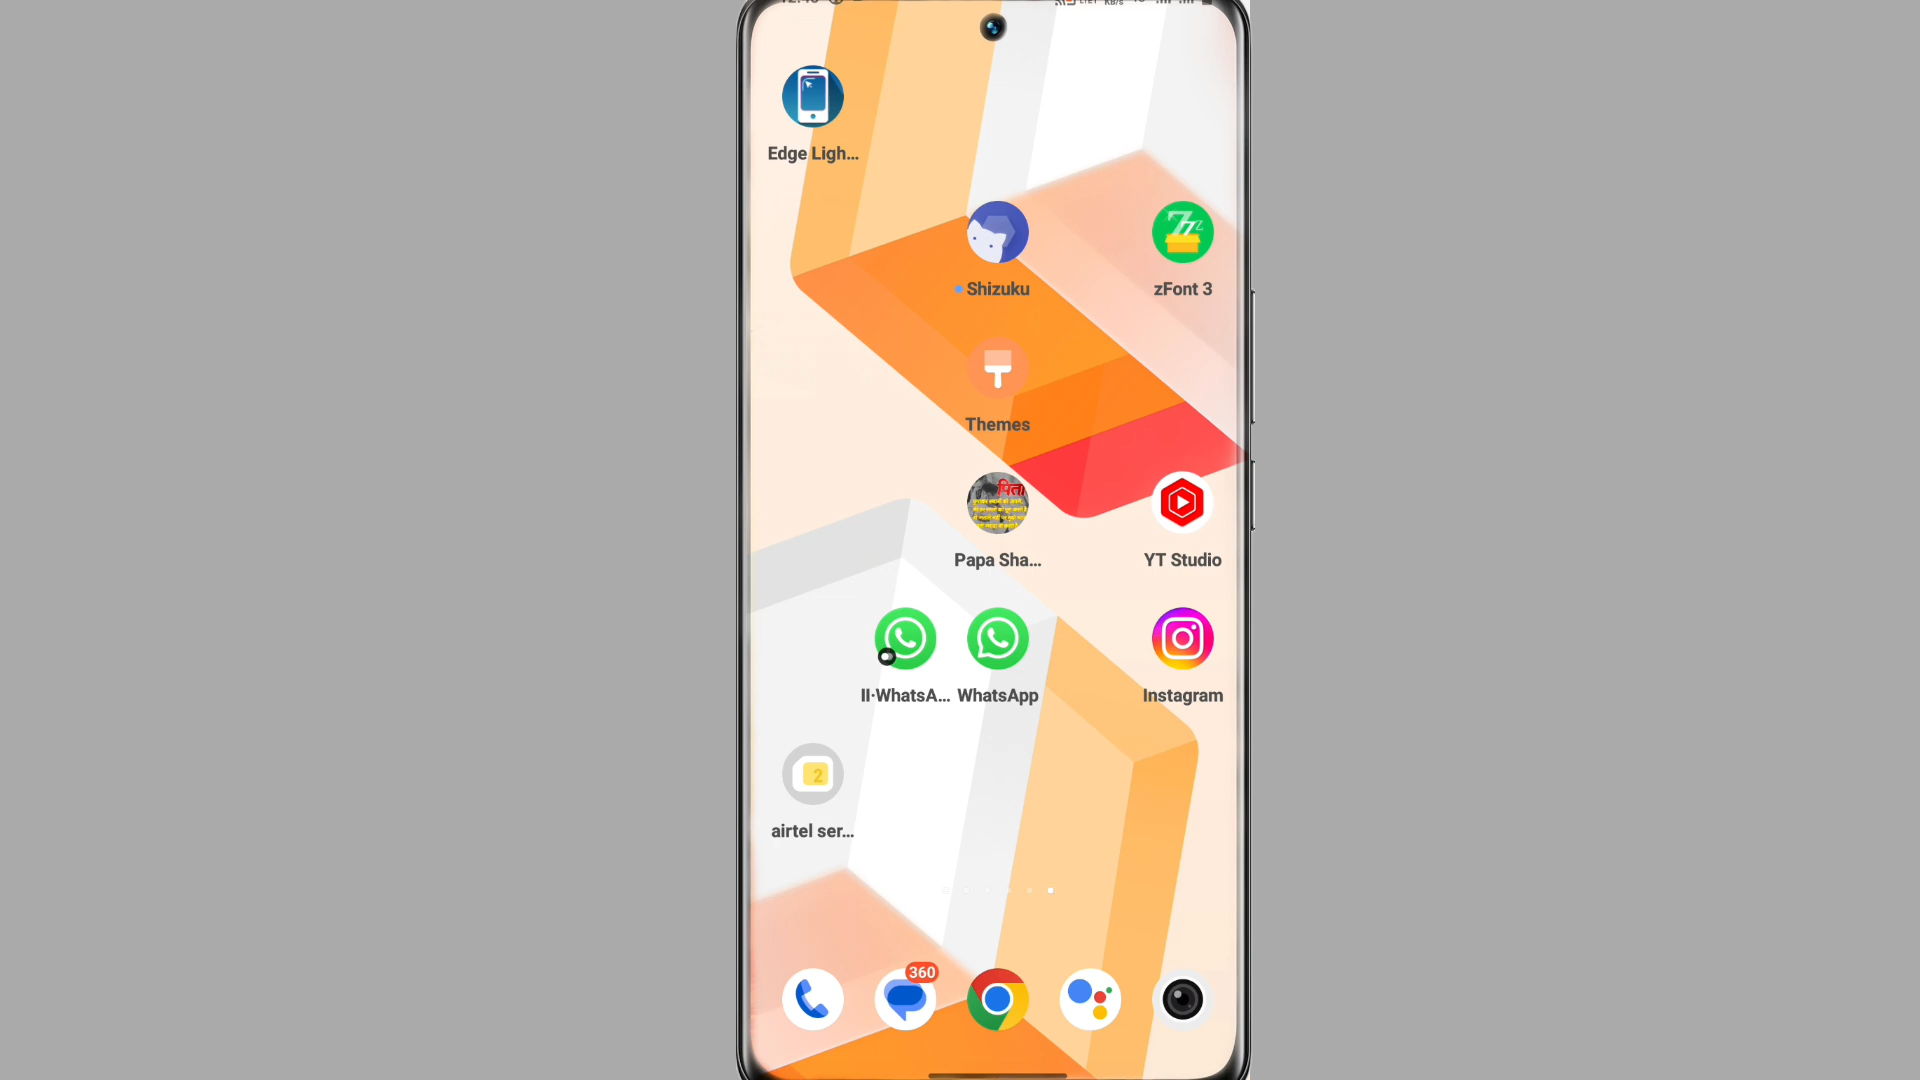 Edge Ligh...
Shizuku
zFont 3
Themes
पिता
Papa Sha...
YT Studio
II·WhatsA...
WhatsApp
Instagram
2
airtel ser...
360